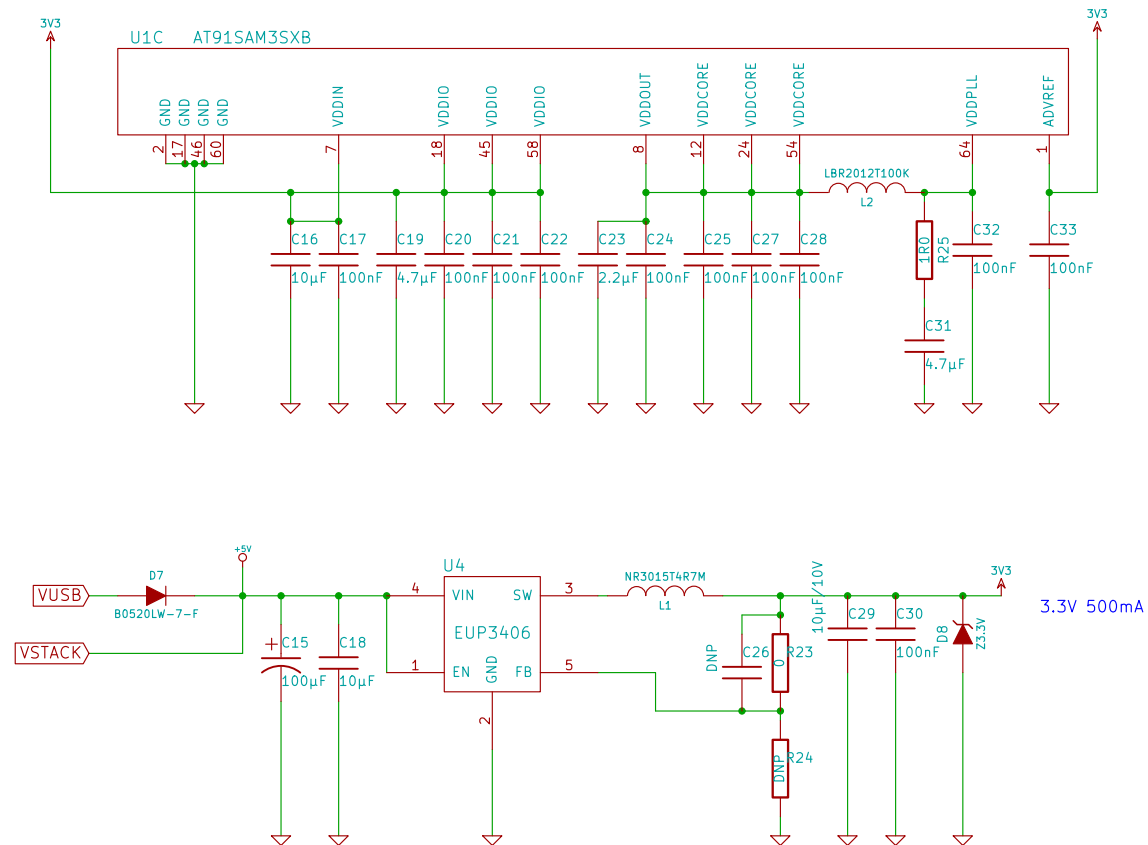 3V3
3V3
U1C AT91SAM3SXB
GND
GND
GND
GND
VDDIN
VDDIO
VDDIO
VDDIO
VDDOUT
VDDCORE
VDDCORE
VDDCORE
VDDPLL
ADVREF
2
17
46
60
7
18
45
58
8
12
24
54
64
1
LBR2012T100K
L2
C16
10µF
C17
100nF
C19
4.7µF
C20
100nF
C21
100nF
C22
100nF
C23
2.2µF
C24
100nF
C25
100nF
C27
100nF
C28
100nF
1R0
R25
C32
100nF
C33
100nF
C31
4.7µF
VUSB
VSTACK
D7
B0520LW-7-F
+5V
C15
100µF
C18
10µF
U4
4
VIN
SW
3
EUP3406
1
EN
GND
FB
5
2
NR3015T4R7M
L1
DNP
C26
0
R23
DNP
R24
10µF/10V
C29
C30
100nF
D8
Z3.3V
3V3
3.3V 500mA